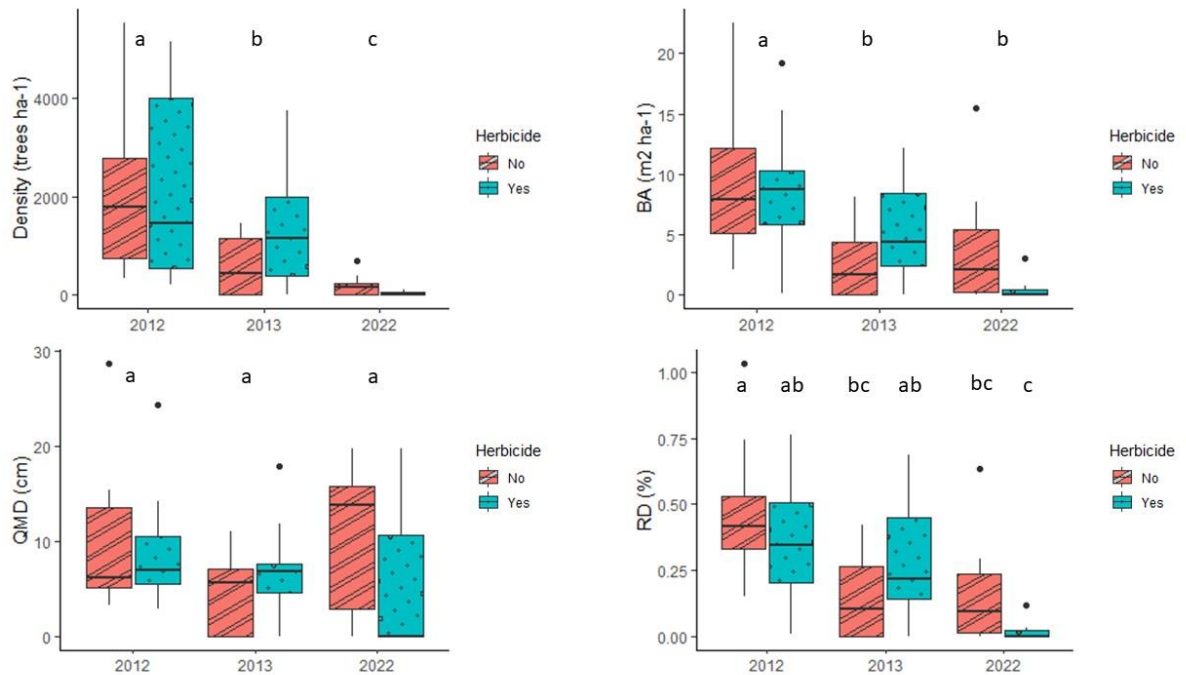 a b c
Density (trees ha-1)
4000
2000
0
2012 2013 2022
Herbicide
No
Yes
a b b
BA (m2 ha-1)
20
15
10
5
0
2012 2013 2022
Herbicide
No
Yes
a a a
QMD (cm)
30
20
10
0
2012 2013 2022
Herbicide
No
Yes
a ab bc ab bc c
RD (%)
1.00
0.75
0.50
0.25
0.00
2012 2013 2022
Herbicide
No
Yes